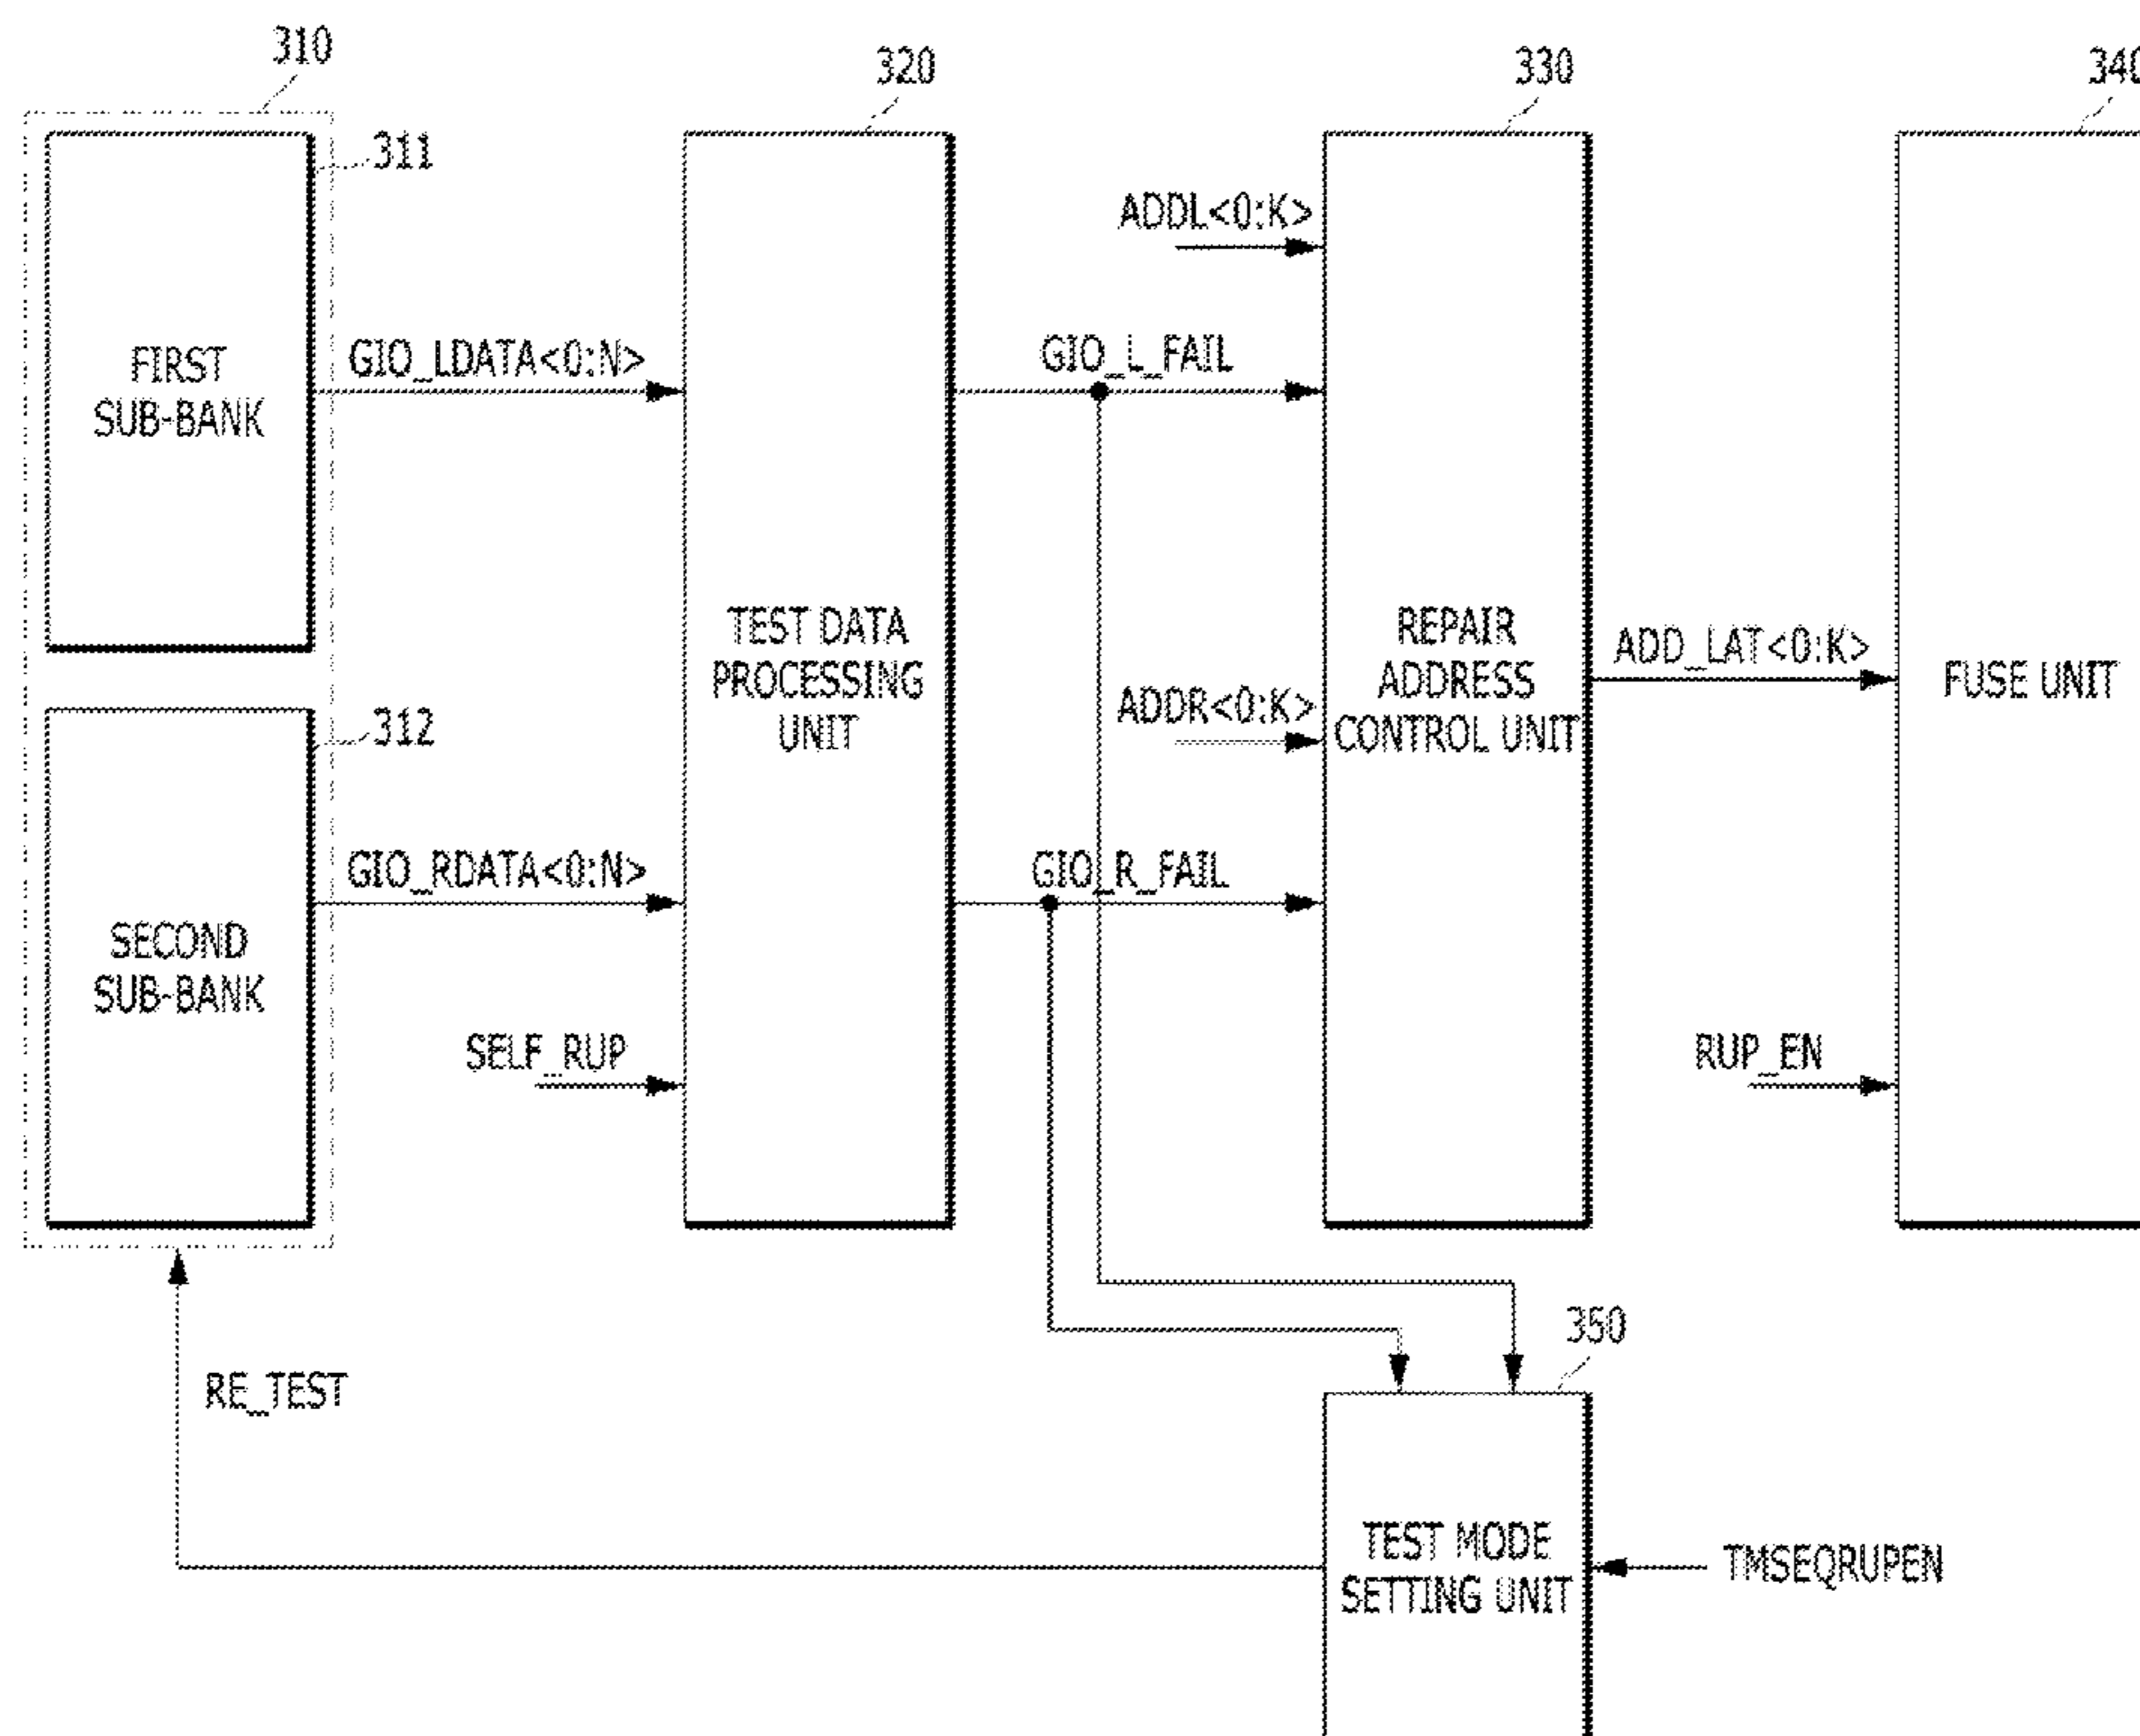 310
320
330
340
311
ADDL<0:K>
GIO_LDATA<0:N>
GIO_L_FAIL
FIRST
SUB-BANK
TEST DATA
PROCESSING
UNIT
REPAIR
ADDRESS
CONTROL UNIT
ADD_LAT<0:K>
FUSE UNIT
312
ADDR<0:K>
GIO_RDATA<0:N>
GIO_R_FAIL
SECOND
SUB-BANK
SELF_RUP
RUP_EN
350
RE_TEST
TEST MODE
SETTING UNIT
TMSEQRUPEN